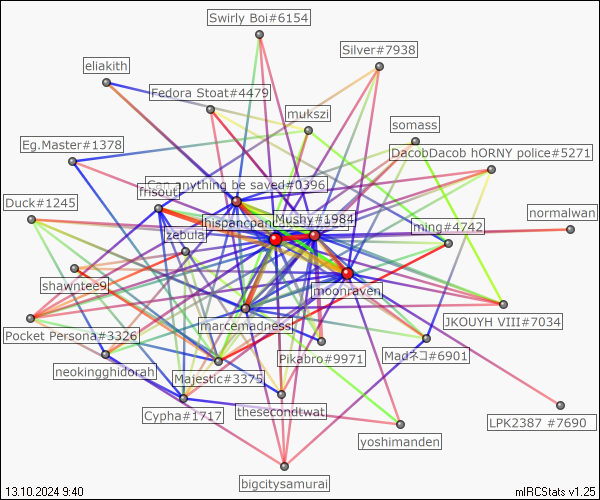 Swirly Boi#6154
Silver#7938
eliakith
Fedora Stoat#4479
mukszi
somass
Eg.Master#1378
DacobDacob hORNY police#5271
Can anything be saved#0396
frisout
Duck#1245
Mushy#1984
normalwan
ming#4742
zebula
shawntee9
moonraven
marcemadness
JKOUYH VIII#7034
Pocket Persona#3326
Pikabro#9971
Madネコ#6901
neokingghidorah
Majestic#3375
Cypha#1717
thesecondtwat
LPK2387 #7690
yoshimanden
bigcitysamurai
13.10.2024 9:40
mIRCStats v1.25